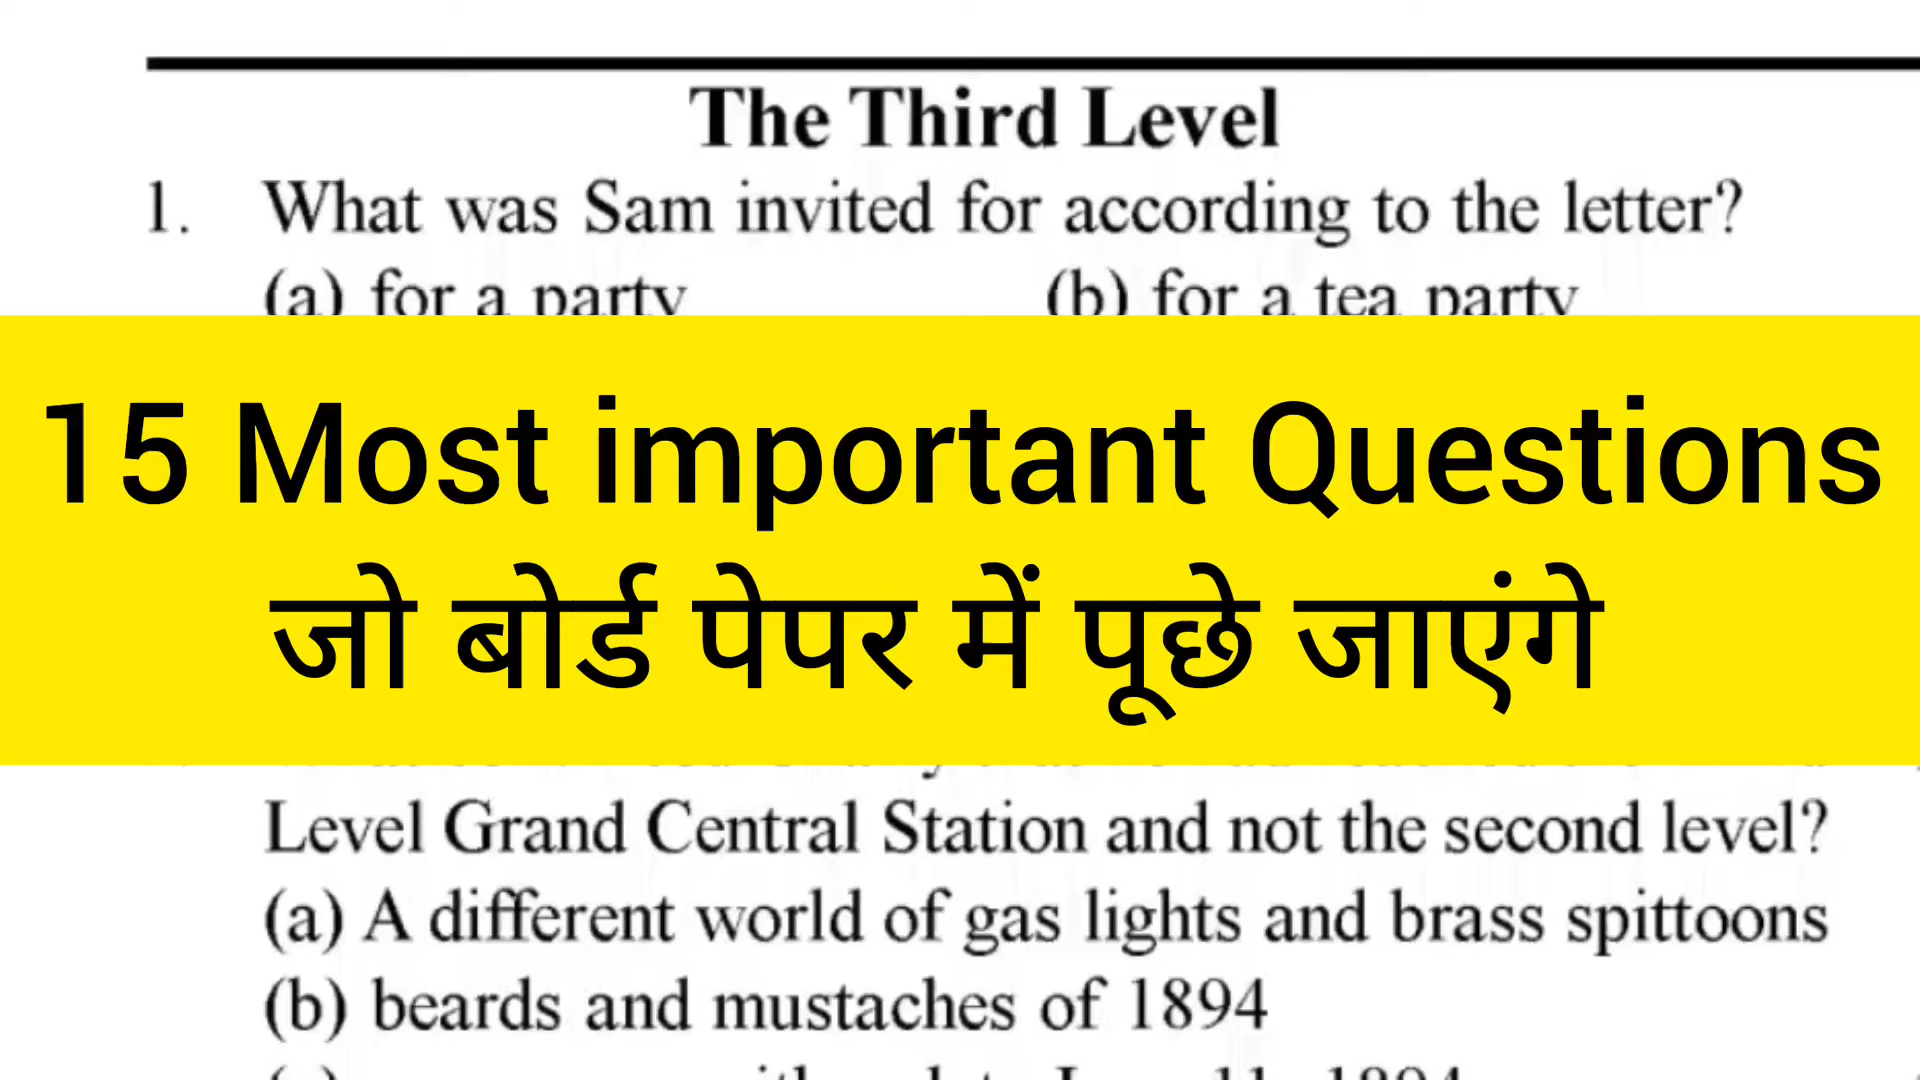 The Third Level
1. What was Sam invited for according to the letter?
(a) for a party (b) for a tea party
15 Most important Questions
जो बोर्ड पेपर में पूछे जाएंगे
Level Grand Central Station and not the second level?
(a) A different world of gas lights and brass spittoons
(b) beards and mustaches of 1894